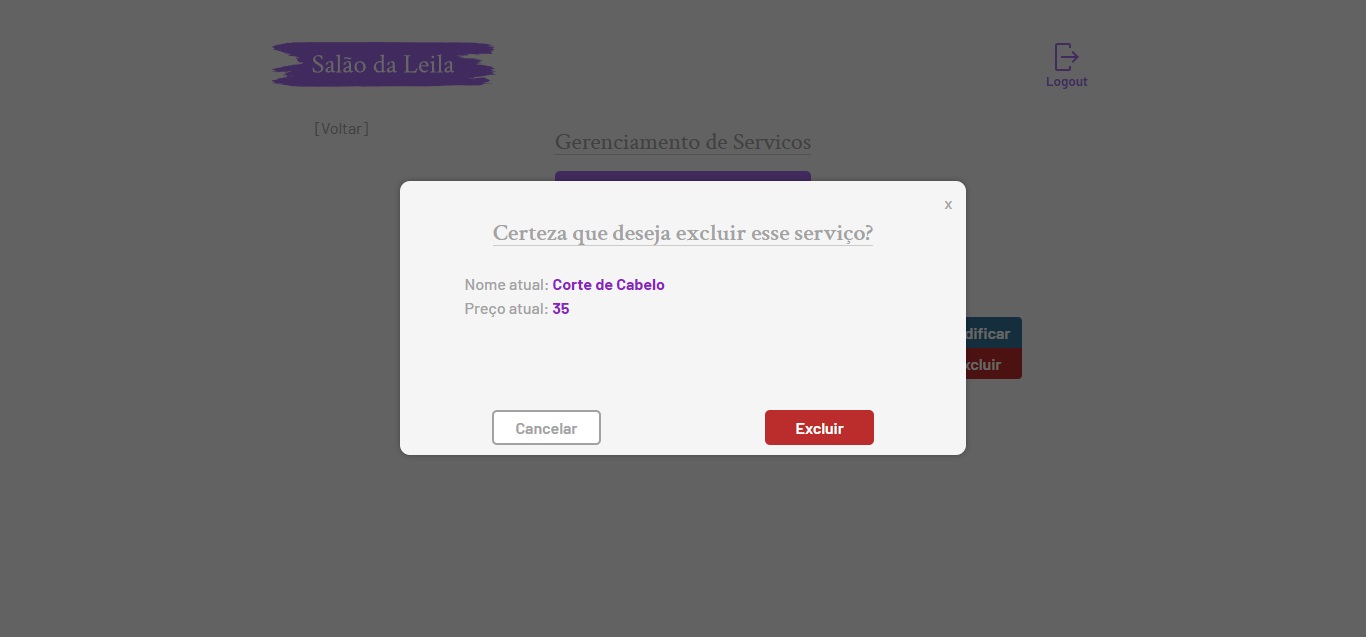 Salão da Leila
Logout
[Voltar]
Gerenciamento de Servicos
x
Certeza que deseja excluir esse serviço?
Nome atual: Corte de Cabelo
Preço atual: 35
dificar
xcluir
Cancelar
Excluir